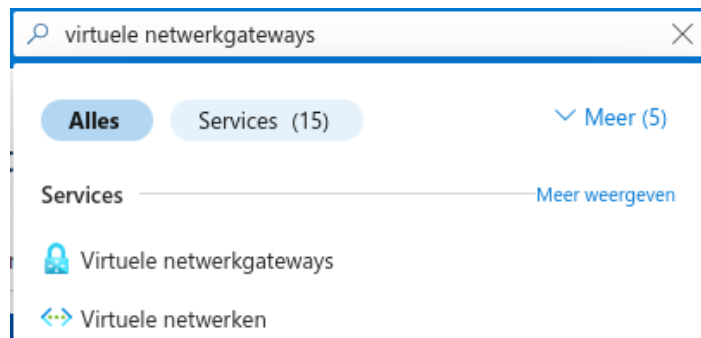 virtuele netwerkgateways
Alles Services (15) Meer (5)
Services Meer weergeven
Virtuele netwerkgateways
Virtuele netwerken